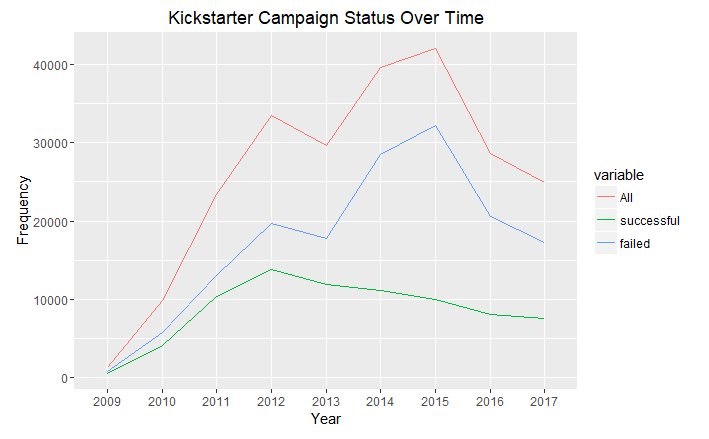 Kickstarter Campaign Status Over Time
Frequency
40000
30000
20000
10000
0
2009 2010 2011 2012 2013 2014 2015 2016 2017
Year
variable
All
successful
failed